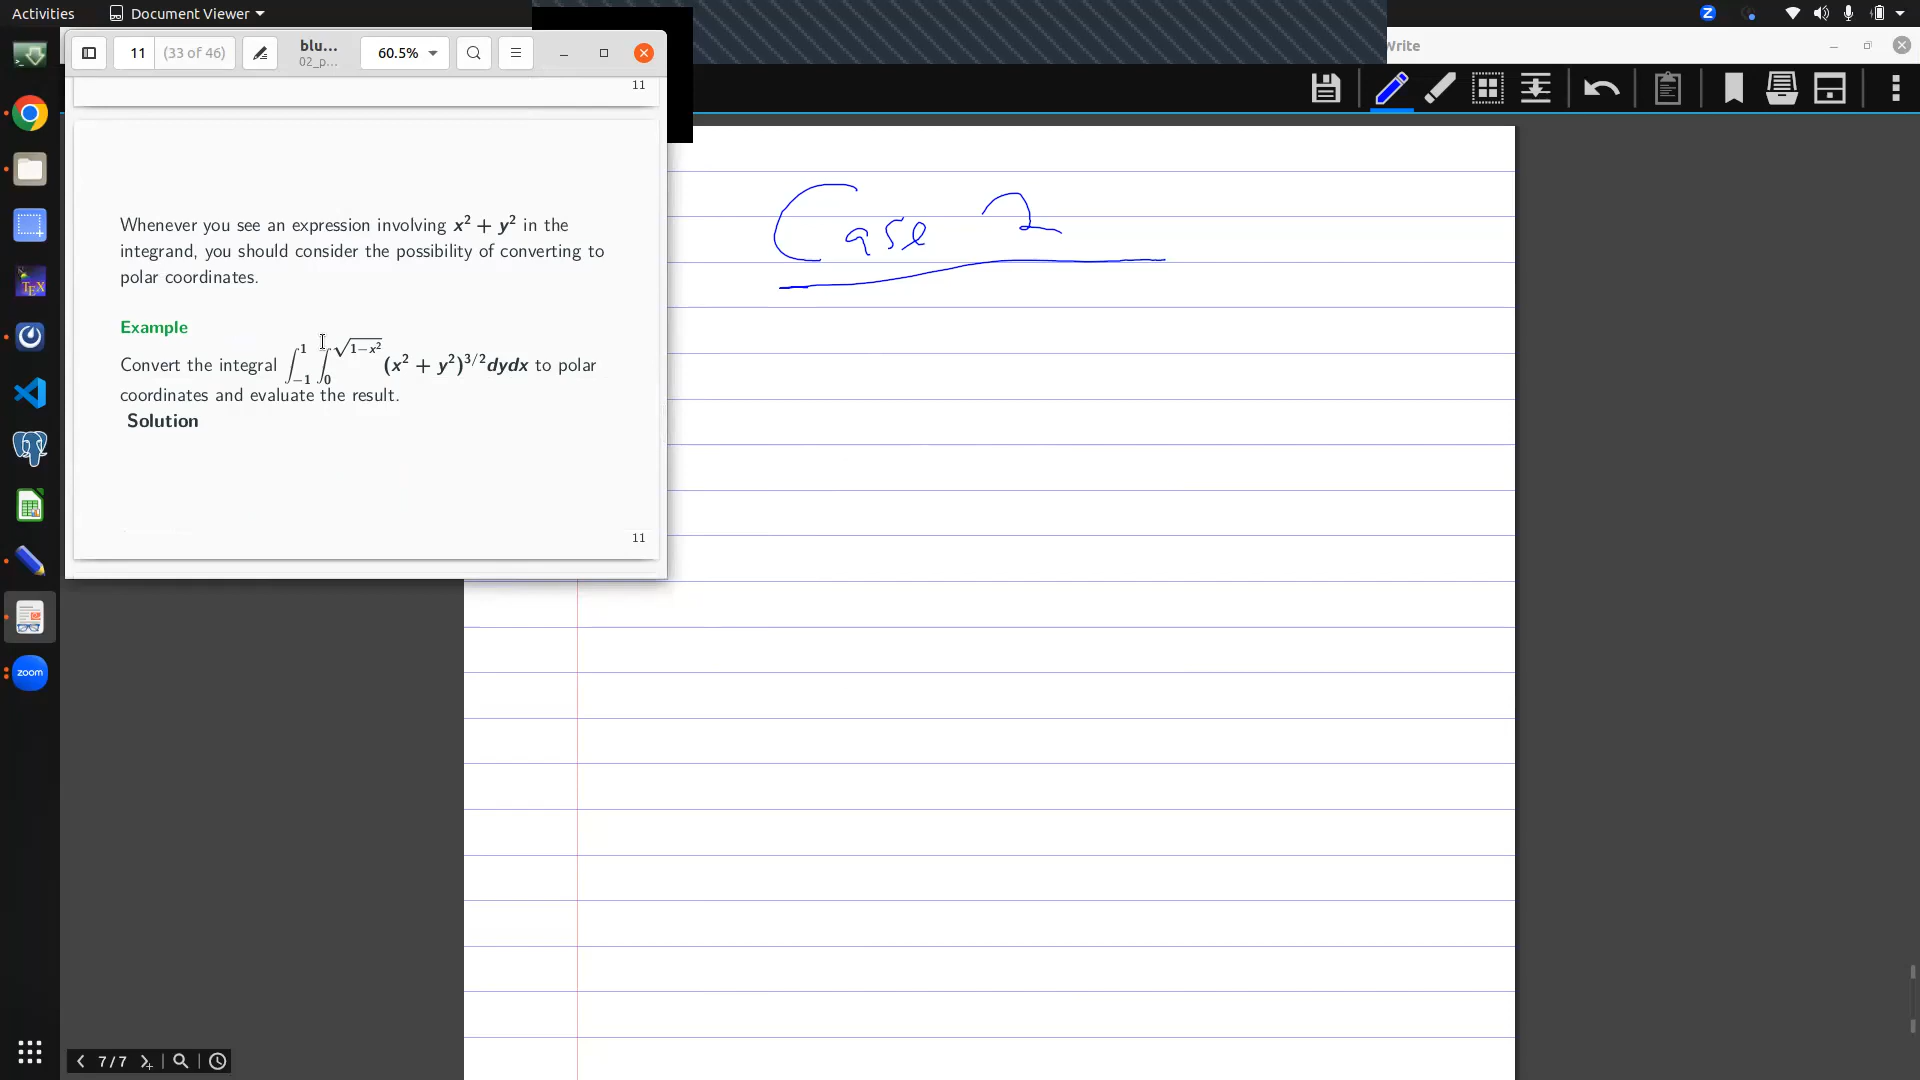 Activities
Document Viewer
11 (33 of 46)
blu...
02_p...
60.5%
Write
11
Whenever you see an expression involving x² + y² in the
integrand, you should consider the possibility of converting to
polar coordinates.
Example
Convert the integral ∫_{-1}^{1} ∫_{0}^{√(1−x²)} (x² + y²)^{3/2} dydx to polar
coordinates and evaluate the result.
Solution
11
Case 2
TEX
zoom
7/7